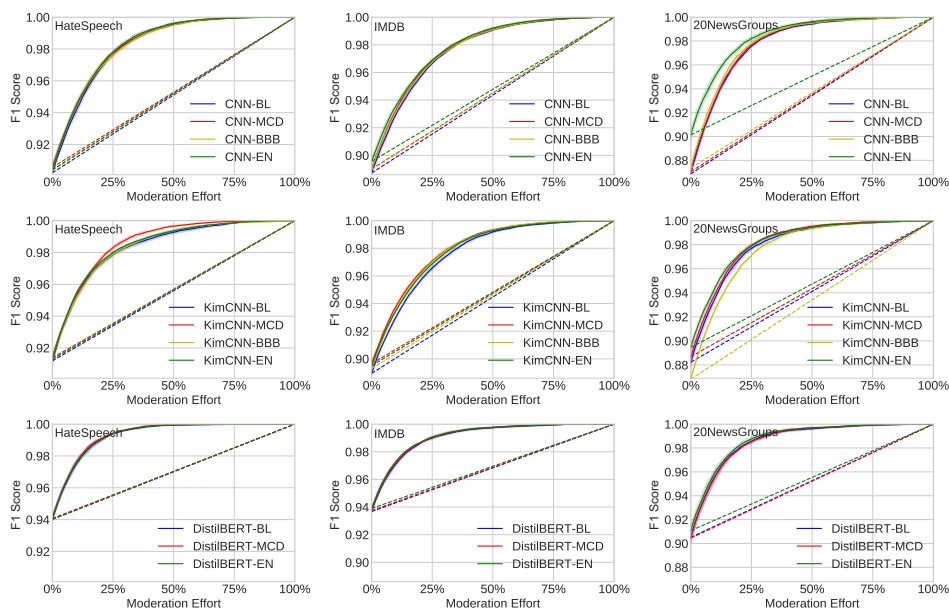 HateSpeech
F1 Score
1.00
0.98
0.96
0.94
0.92
CNN-BL
CNN-MCD
CNN-BBB
CNN-EN
0% 25% 50% 75% 100%
Moderation Effort
IMDB
F1 Score
1.00
0.98
0.96
0.94
0.92
0.90
CNN-BL
CNN-MCD
CNN-BBB
CNN-EN
0% 25% 50% 75% 100%
Moderation Effort
20NewsGroups
F1 Score
1.00
0.98
0.96
0.94
0.92
0.90
0.88
CNN-BL
CNN-MCD
CNN-BBB
CNN-EN
0% 25% 50% 75% 100%
Moderation Effort
HateSpeech
F1 Score
1.00
0.98
0.96
0.94
0.92
KimCNN-BL
KimCNN-MCD
KimCNN-BBB
KimCNN-EN
0% 25% 50% 75% 100%
Moderation Effort
IMDB
F1 Score
1.00
0.98
0.96
0.94
0.92
0.90
KimCNN-BL
KimCNN-MCD
KimCNN-BBB
KimCNN-EN
0% 25% 50% 75% 100%
Moderation Effort
20NewsGroups
F1 Score
1.00
0.98
0.96
0.94
0.92
0.90
0.88
KimCNN-BL
KimCNN-MCD
KimCNN-BBB
KimCNN-EN
0% 25% 50% 75% 100%
Moderation Effort
HateSpeech
F1 Score
1.00
0.98
0.96
0.94
0.92
DistilBERT-BL
DistilBERT-MCD
DistilBERT-EN
0% 25% 50% 75% 100%
Moderation Effort
IMDB
F1 Score
1.00
0.98
0.96
0.94
0.92
0.90
DistilBERT-BL
DistilBERT-MCD
DistilBERT-EN
0% 25% 50% 75% 100%
Moderation Effort
20NewsGroups
F1 Score
1.00
0.98
0.96
0.94
0.92
0.90
0.88
DistilBERT-BL
DistilBERT-MCD
DistilBERT-EN
0% 25% 50% 75% 100%
Moderation Effort